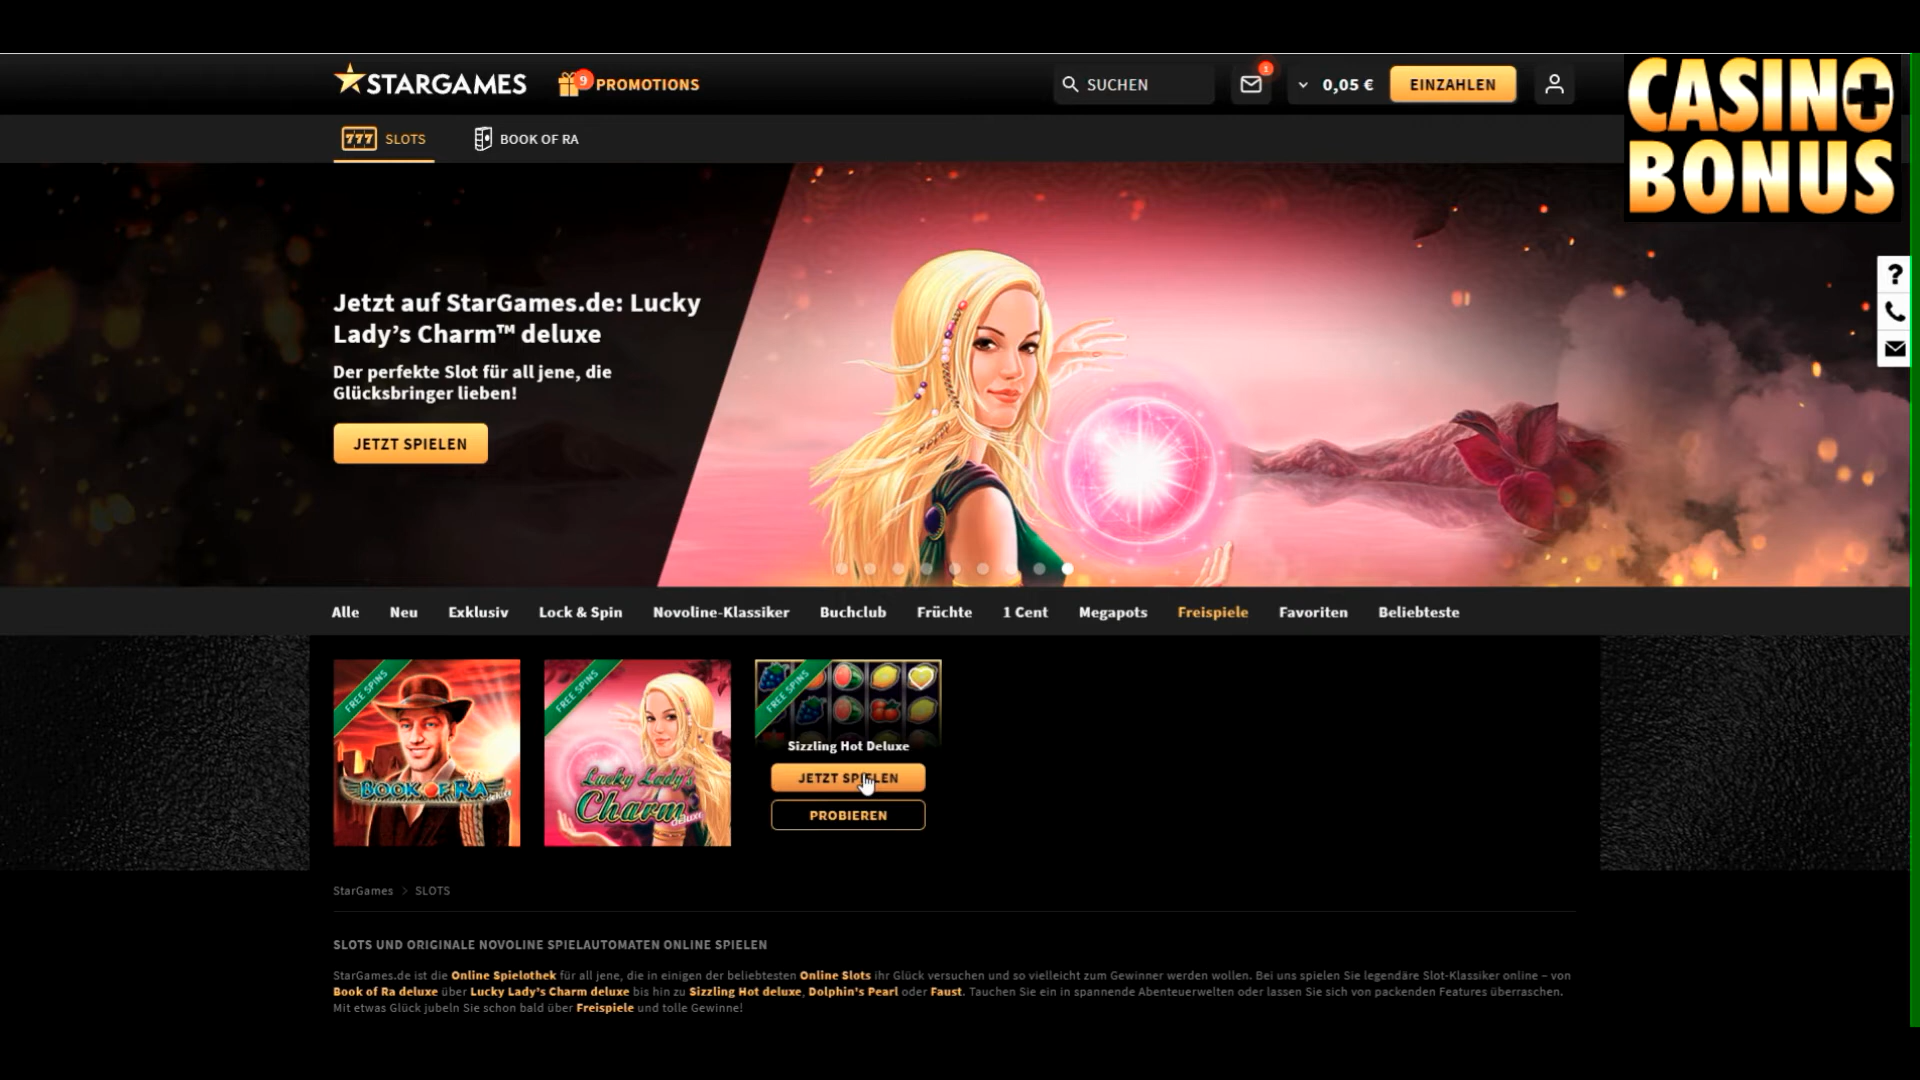 STARGAMES
9
PROMOTIONS
SUCHEN
1
0,05 €
EINZAHLEN
CASINO
BONUS
777 SLOTS
BOOK OF RA
?
Jetzt auf StarGames.de: Lucky
Lady's Charm™ deluxe
Der perfekte Slot für all jene, die
Glücksbringer lieben!
JETZT SPIELEN
Alle
Neu
Exklusiv
Lock & Spin
Novoline-Klassiker
Buchclub
Früchte
1 Cent
Megapots
Freispiele
Favoriten
Beliebteste
FREE SPINS
BOOK OF RA
deluxe
FREE SPINS
Lucky Lady's
Charm
deluxe
FREE SPINS
Sizzling Hot Deluxe
JETZT SPIELEN
PROBIEREN
StarGames > SLOTS
SLOTS UND ORIGINALE NOVOLINE SPIELAUTOMATEN ONLINE SPIELEN
StarGames.de ist die Online Spielothek für all jene, die in einigen der beliebtesten Online Slots ihr Glück versuchen und so vielleicht zum Gewinner werden wollen. Bei uns spielen Sie legendäre Slot-Klassiker online – von
Book of Ra deluxe über Lucky Lady's Charm deluxe bis hin zu Sizzling Hot deluxe, Dolphin's Pearl oder Faust. Tauchen Sie ein in spannende Abenteuerwelten oder lassen Sie sich von packenden Features überraschen.
Mit etwas Glück jubeln Sie schon bald über Freispiele und tolle Gewinne!